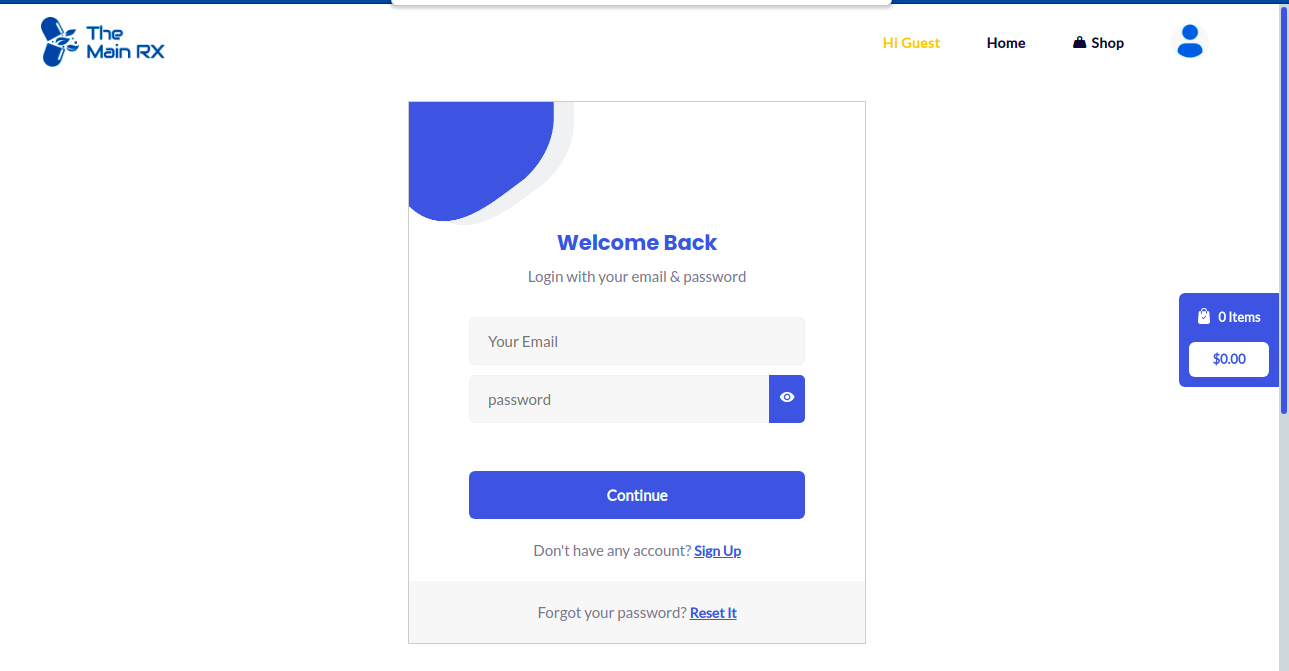 The
Main RX
Hi Guest
Home
Shop
Welcome Back
Login with your email & password
Your Email
password
Continue
Don't have any account? Sign Up
Forgot your password? Reset It
0 Items
$0.00